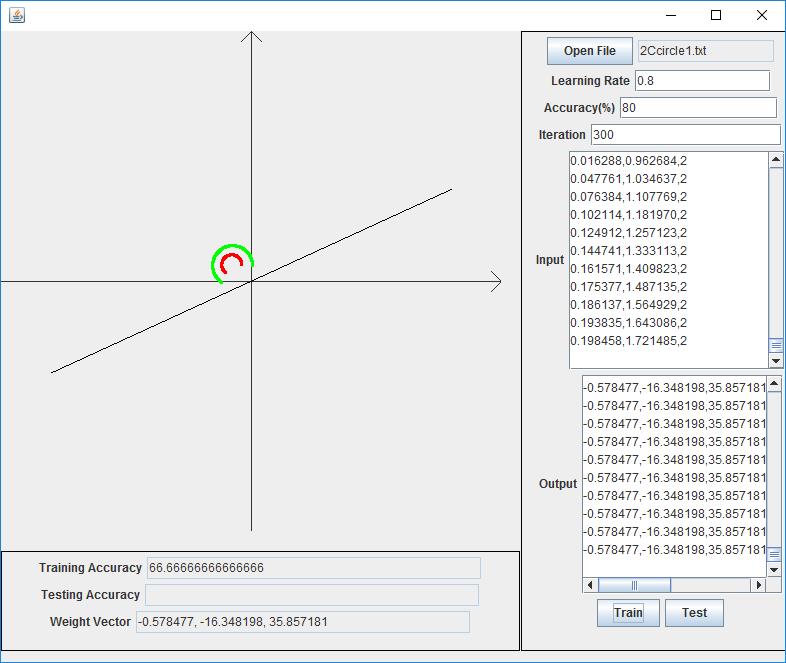 Open File 2Ccircle1.txt
Learning Rate 0.8
Accuracy(%) 80
Iteration 300
Input
0.016288,0.962684,2
0.047761,1.034637,2
0.076384,1.107769,2
0.102114,1.181970,2
0.124912,1.257123,2
0.144741,1.333113,2
0.161571,1.409823,2
0.175377,1.487135,2
0.186137,1.564929,2
0.193835,1.643086,2
0.198458,1.721485,2
Output
-0.578477,-16.348198,35.857181
-0.578477,-16.348198,35.857181
-0.578477,-16.348198,35.857181
-0.578477,-16.348198,35.857181
-0.578477,-16.348198,35.857181
-0.578477,-16.348198,35.857181
-0.578477,-16.348198,35.857181
-0.578477,-16.348198,35.857181
-0.578477,-16.348198,35.857181
-0.578477,-16.348198,35.857181
Train Test
Training Accuracy 66.66666666666666
Testing Accuracy
Weight Vector -0.578477, -16.348198, 35.857181